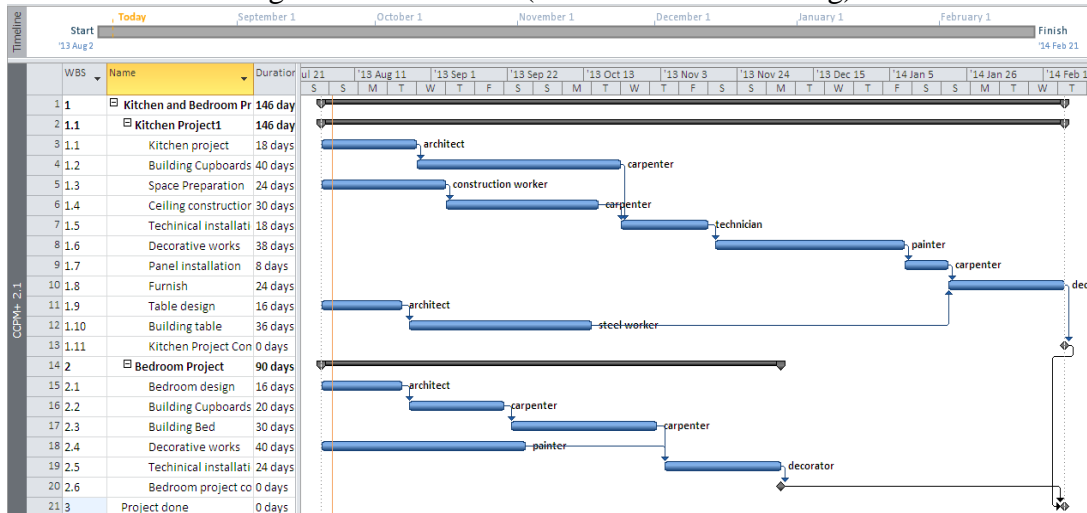 Timeline
Today
September 1
October 1
November 1
December 1
January 1
February 1
Start
'13 Aug 2
Finish
'14 Feb 21
WBS Name Duration ul 21 '13 Aug 11 '13 Sep 1 '13 Sep 22 '13 Oct 13 '13 Nov 3 '13 Nov 24 '13 Dec 15 '14 Jan 5 '14 Jan 26 '14 Feb 1
S S M T W T F S S M T W T F S S M T W T F S S M T W T
CCPM+ 2.1
1 1 Kitchen and Bedroom Pr 146 day
2 1.1 Kitchen Project1 146 day
3 1.1 Kitchen project 18 days architect
4 1.2 Building Cupboards 40 days carpenter
5 1.3 Space Preparation 24 days construction worker
6 1.4 Ceiling construction 30 days carpenter
7 1.5 Techinical installati 18 days technician
8 1.6 Decorative works 38 days painter
9 1.7 Panel installation 8 days carpenter
10 1.8 Furnish 24 days dec
11 1.9 Table design 16 days architect
12 1.10 Building table 36 days steel worker
13 1.11 Kitchen Project Con 0 days
14 2 Bedroom Project 90 days
15 2.1 Bedroom design 16 days architect
16 2.2 Building Cupboards 20 days carpenter
17 2.3 Building Bed 30 days carpenter
18 2.4 Decorative works 40 days painter
19 2.5 Techinical installati 24 days decorator
20 2.6 Bedroom project co 0 days
21 3 Project done 0 days